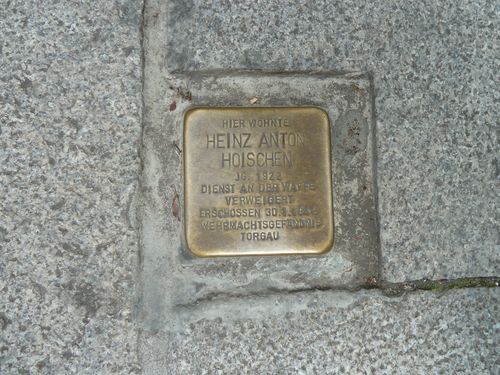 HIER WOHNTE
HEINZ ANTON
HOISCHEN
JG. 1922
DIENST AN DER WAFFE
VERWEIGERT
ERSCHOSSEN
WEHRMACHTSGEFÄNGNIS
TORGAU